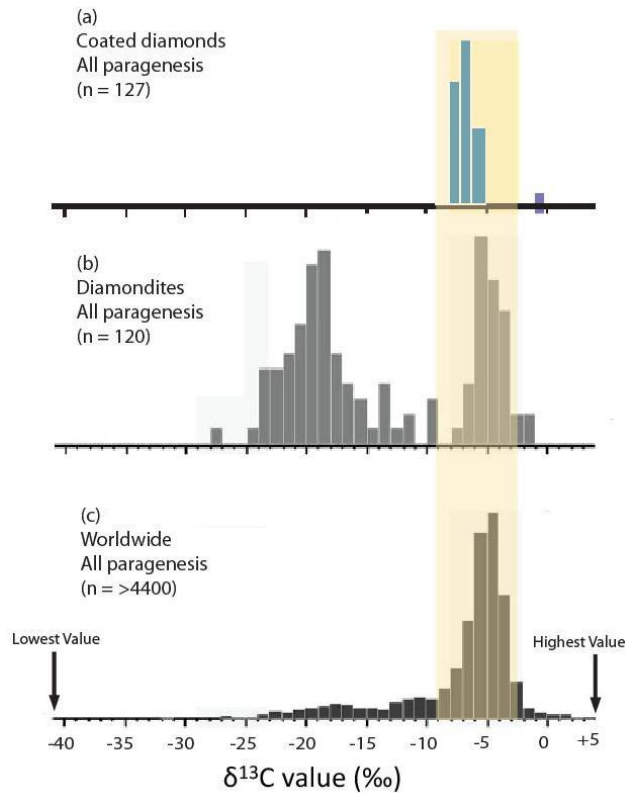 (a)
Coated diamonds
All paragenesis
(n = 127)
(b)
Diamondites
All paragenesis
(n = 120)
(c)
Worldwide
All paragenesis
(n = >4400)
Lowest Value
Highest Value
-40 -35 -30 -25 -20 -15 -10 -5 0 +5
δ¹³C value (‰)